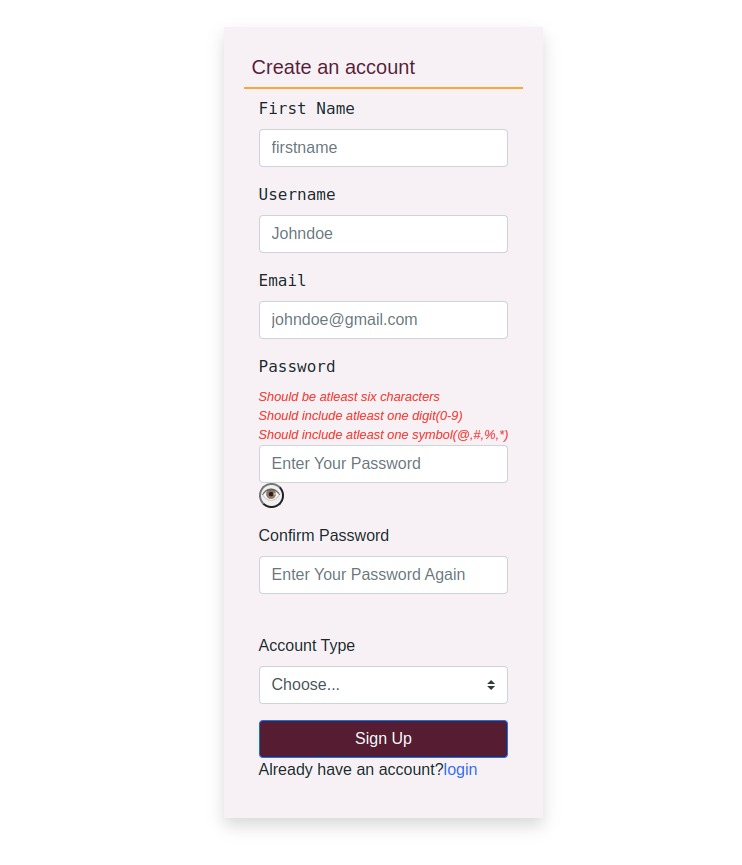 Create an account
First Name
firstname
Username
Johndoe
Email
johndoe@gmail.com
Password
Should be atleast six characters
Should include atleast one digit(0-9)
Should include atleast one symbol(@,#,%,*)
Enter Your Password
Confirm Password
Enter Your Password Again
Account Type
Choose...
Sign Up
Already have an account?login